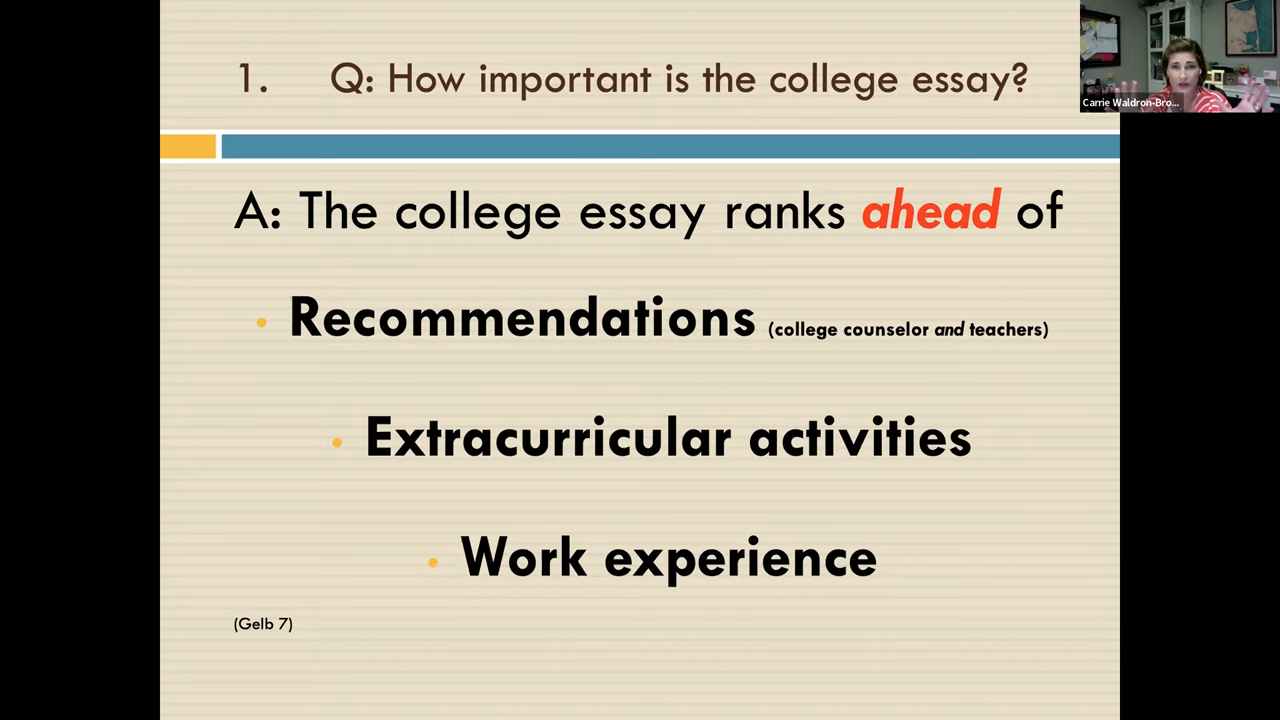 1. Q: How important is the college essay?
Carrie Waldron-Bro...
A: The college essay ranks ahead of
• Recommendations (college counselor and teachers)
• Extracurricular activities
• Work experience
(Gelb 7)